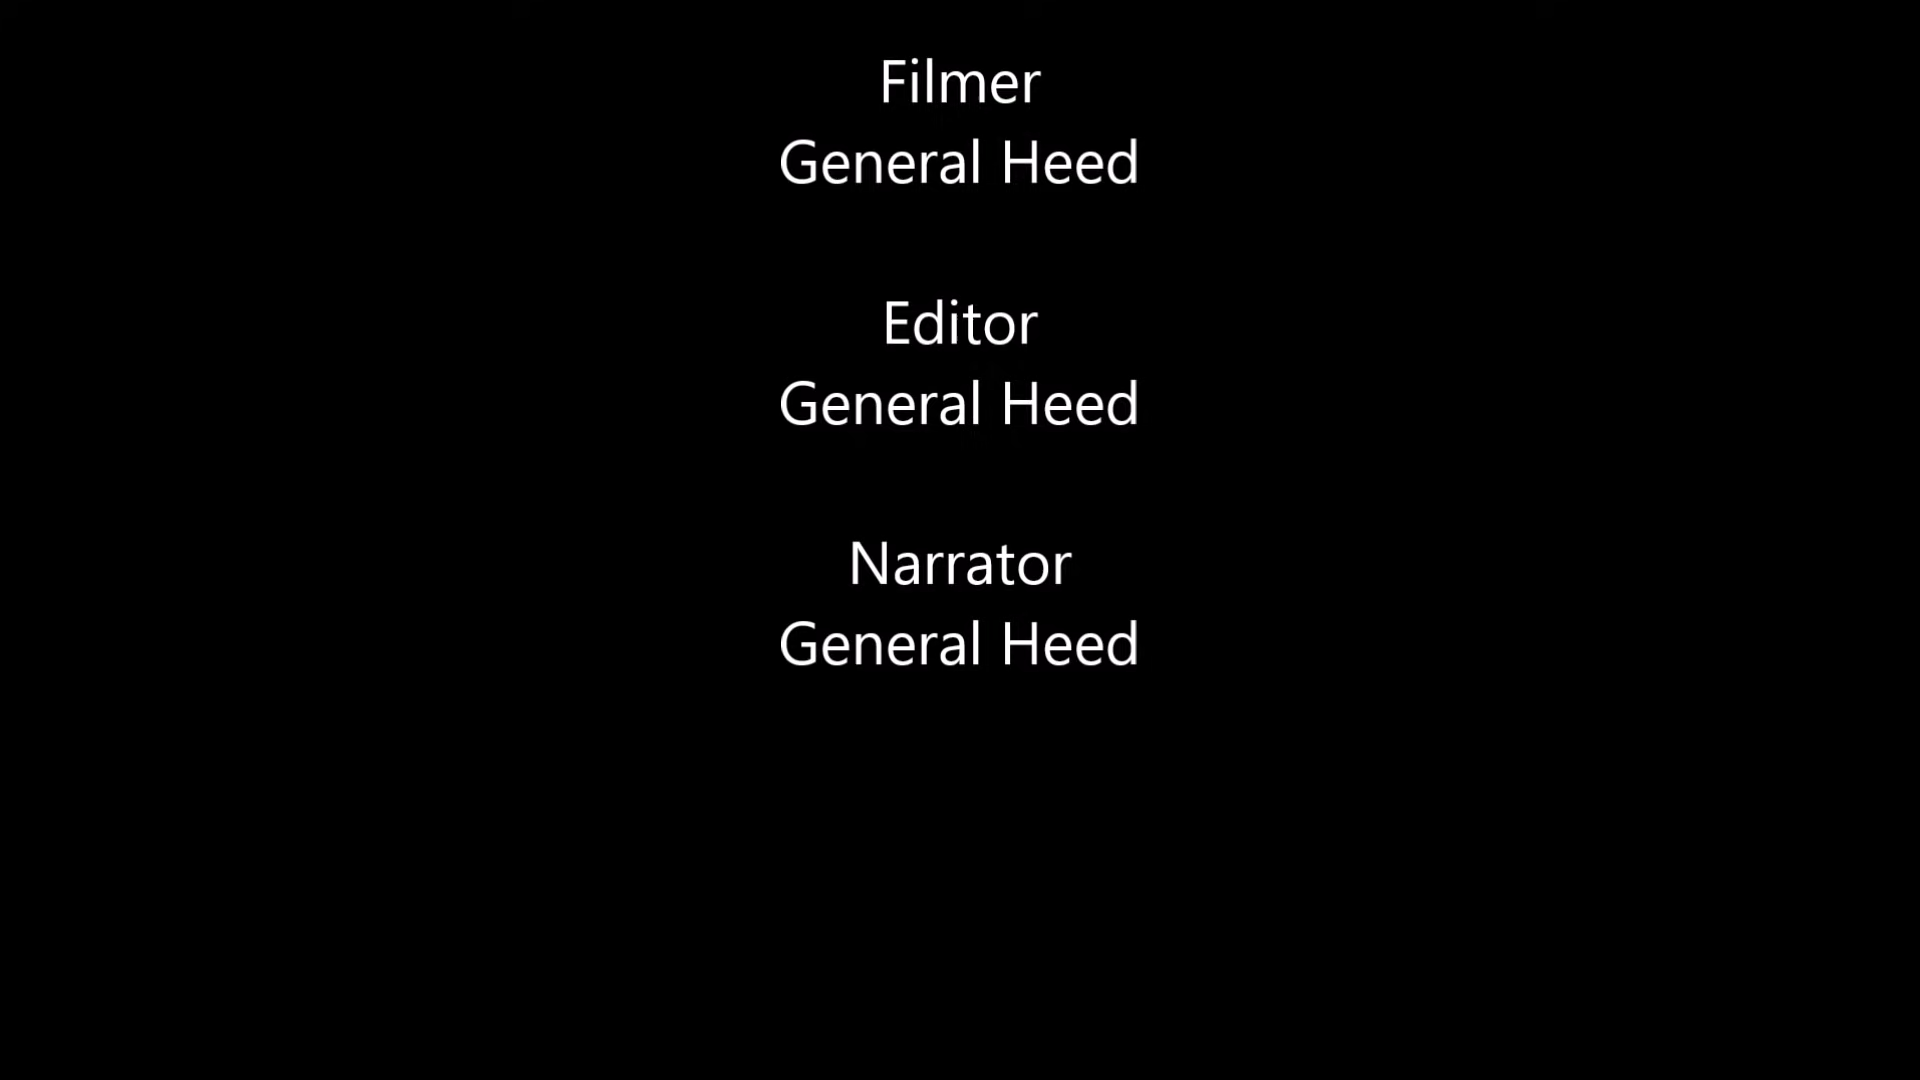 Filmer
General Heed
Editor
General Heed
Narrator
General Heed